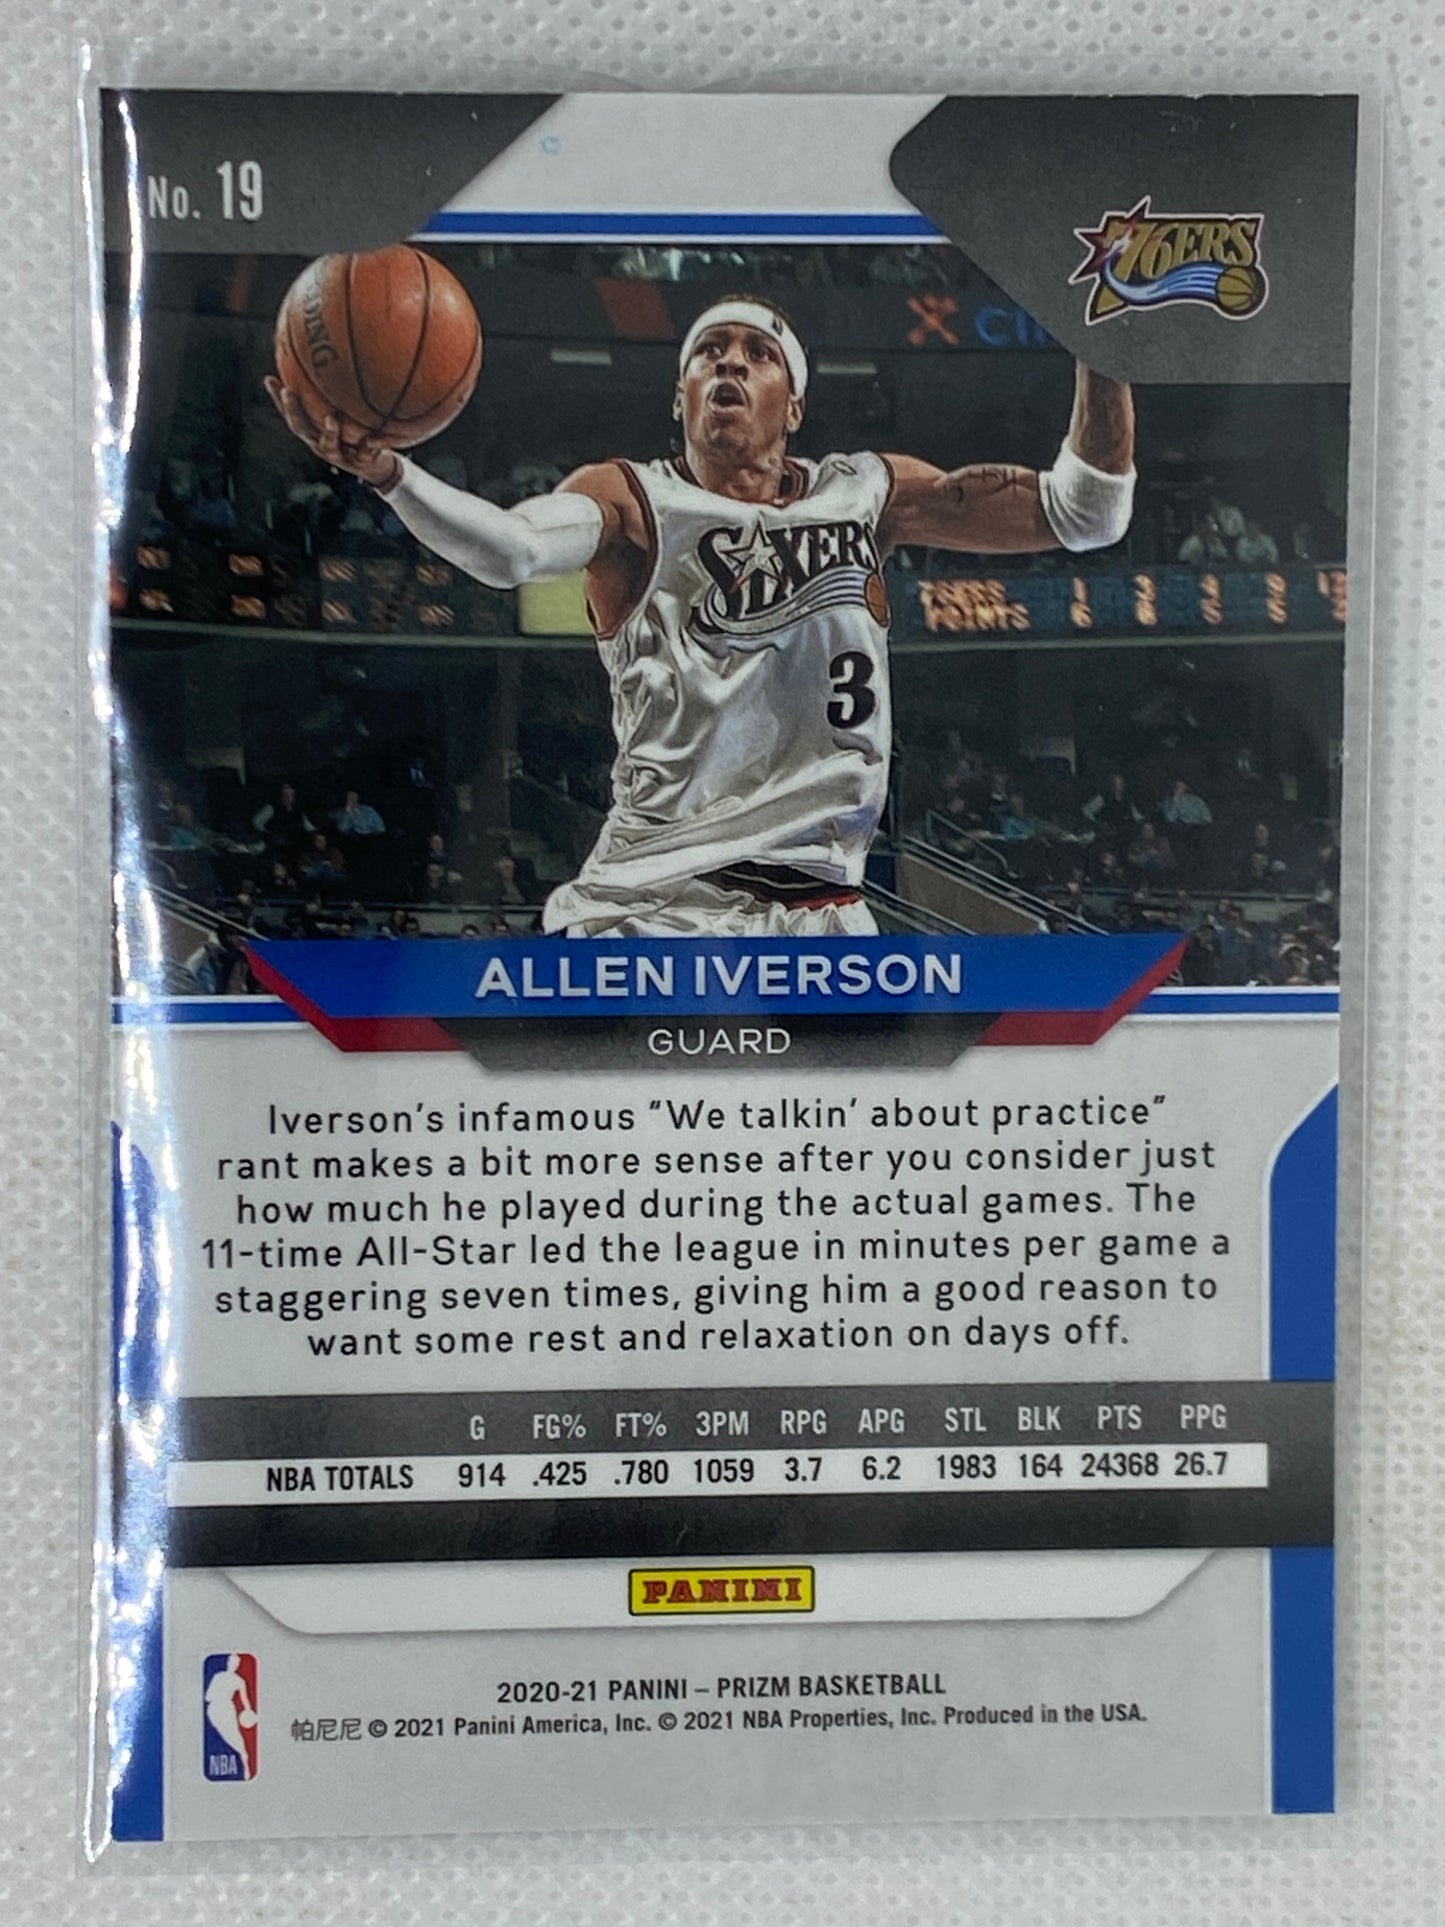 No. 19
76ERS
SIXERS
3
POINTS
ALLEN IVERSON
GUARD
Iverson's infamous "We talkin' about practice"
rant makes a bit more sense after you consider just
how much he played during the actual games. The
11-time All-Star led the league in minutes per game a
staggering seven times, giving him a good reason to
want some rest and relaxation on days off.
G FG% FT% 3PM RPG APG STL BLK PTS PPG
NBA TOTALS 914 .425 .780 1059 3.7 6.2 1983 164 24368 26.7
PANINI
2020-21 PANINI – PRIZM BASKETBALL
帕尼尼 © 2021 Panini America, Inc. © 2021 NBA Properties, Inc. Produced in the USA.
NBA